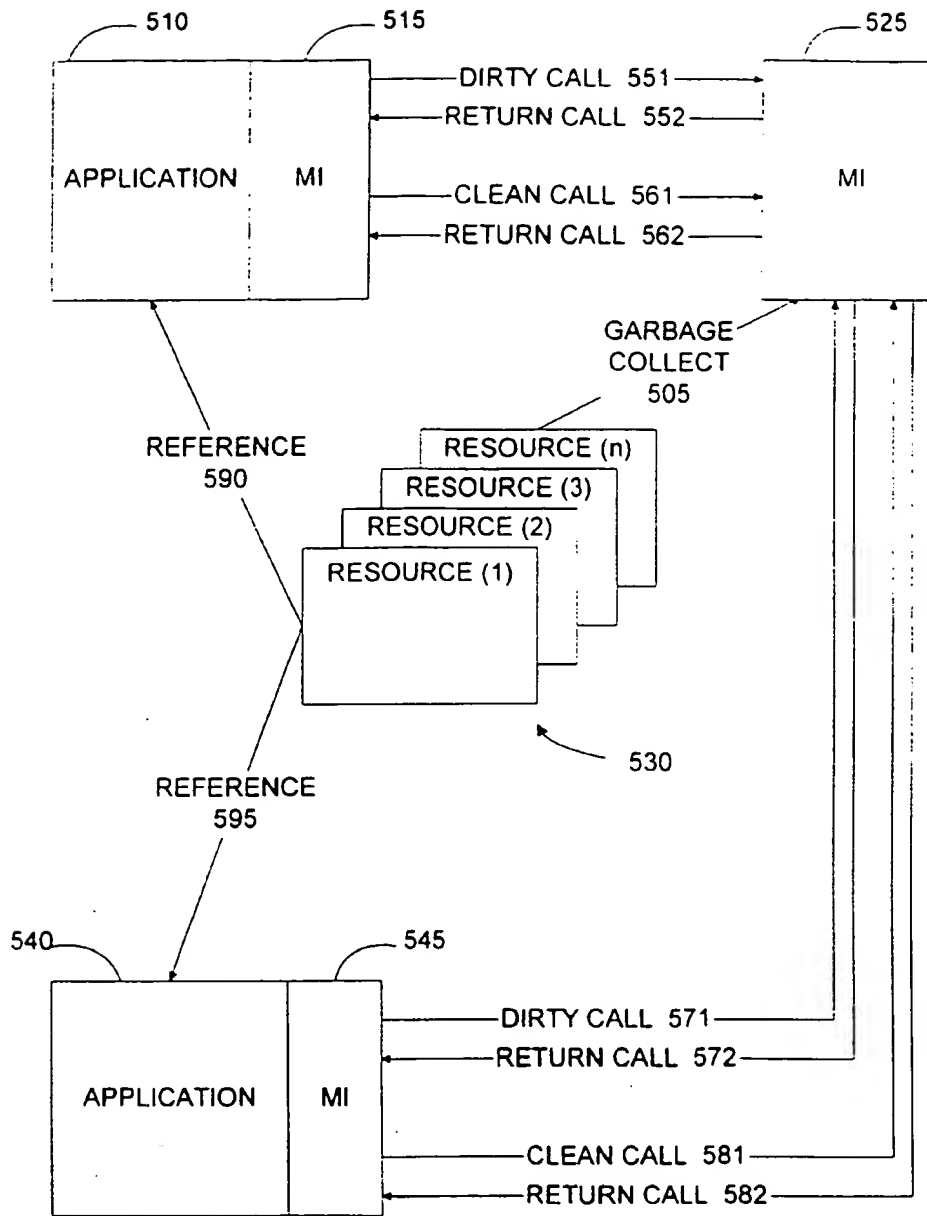 510
515
525
DIRTY CALL 551
RETURN CALL 552
APPLICATION
MI
MI
CLEAN CALL 561
RETURN CALL 562
GARBAGE
COLLECT
505
REFERENCE
590
RESOURCE (n)
RESOURCE (3)
RESOURCE (2)
RESOURCE (1)
530
REFERENCE
595
540
545
DIRTY CALL 571
RETURN CALL 572
APPLICATION
MI
CLEAN CALL 581
RETURN CALL 582